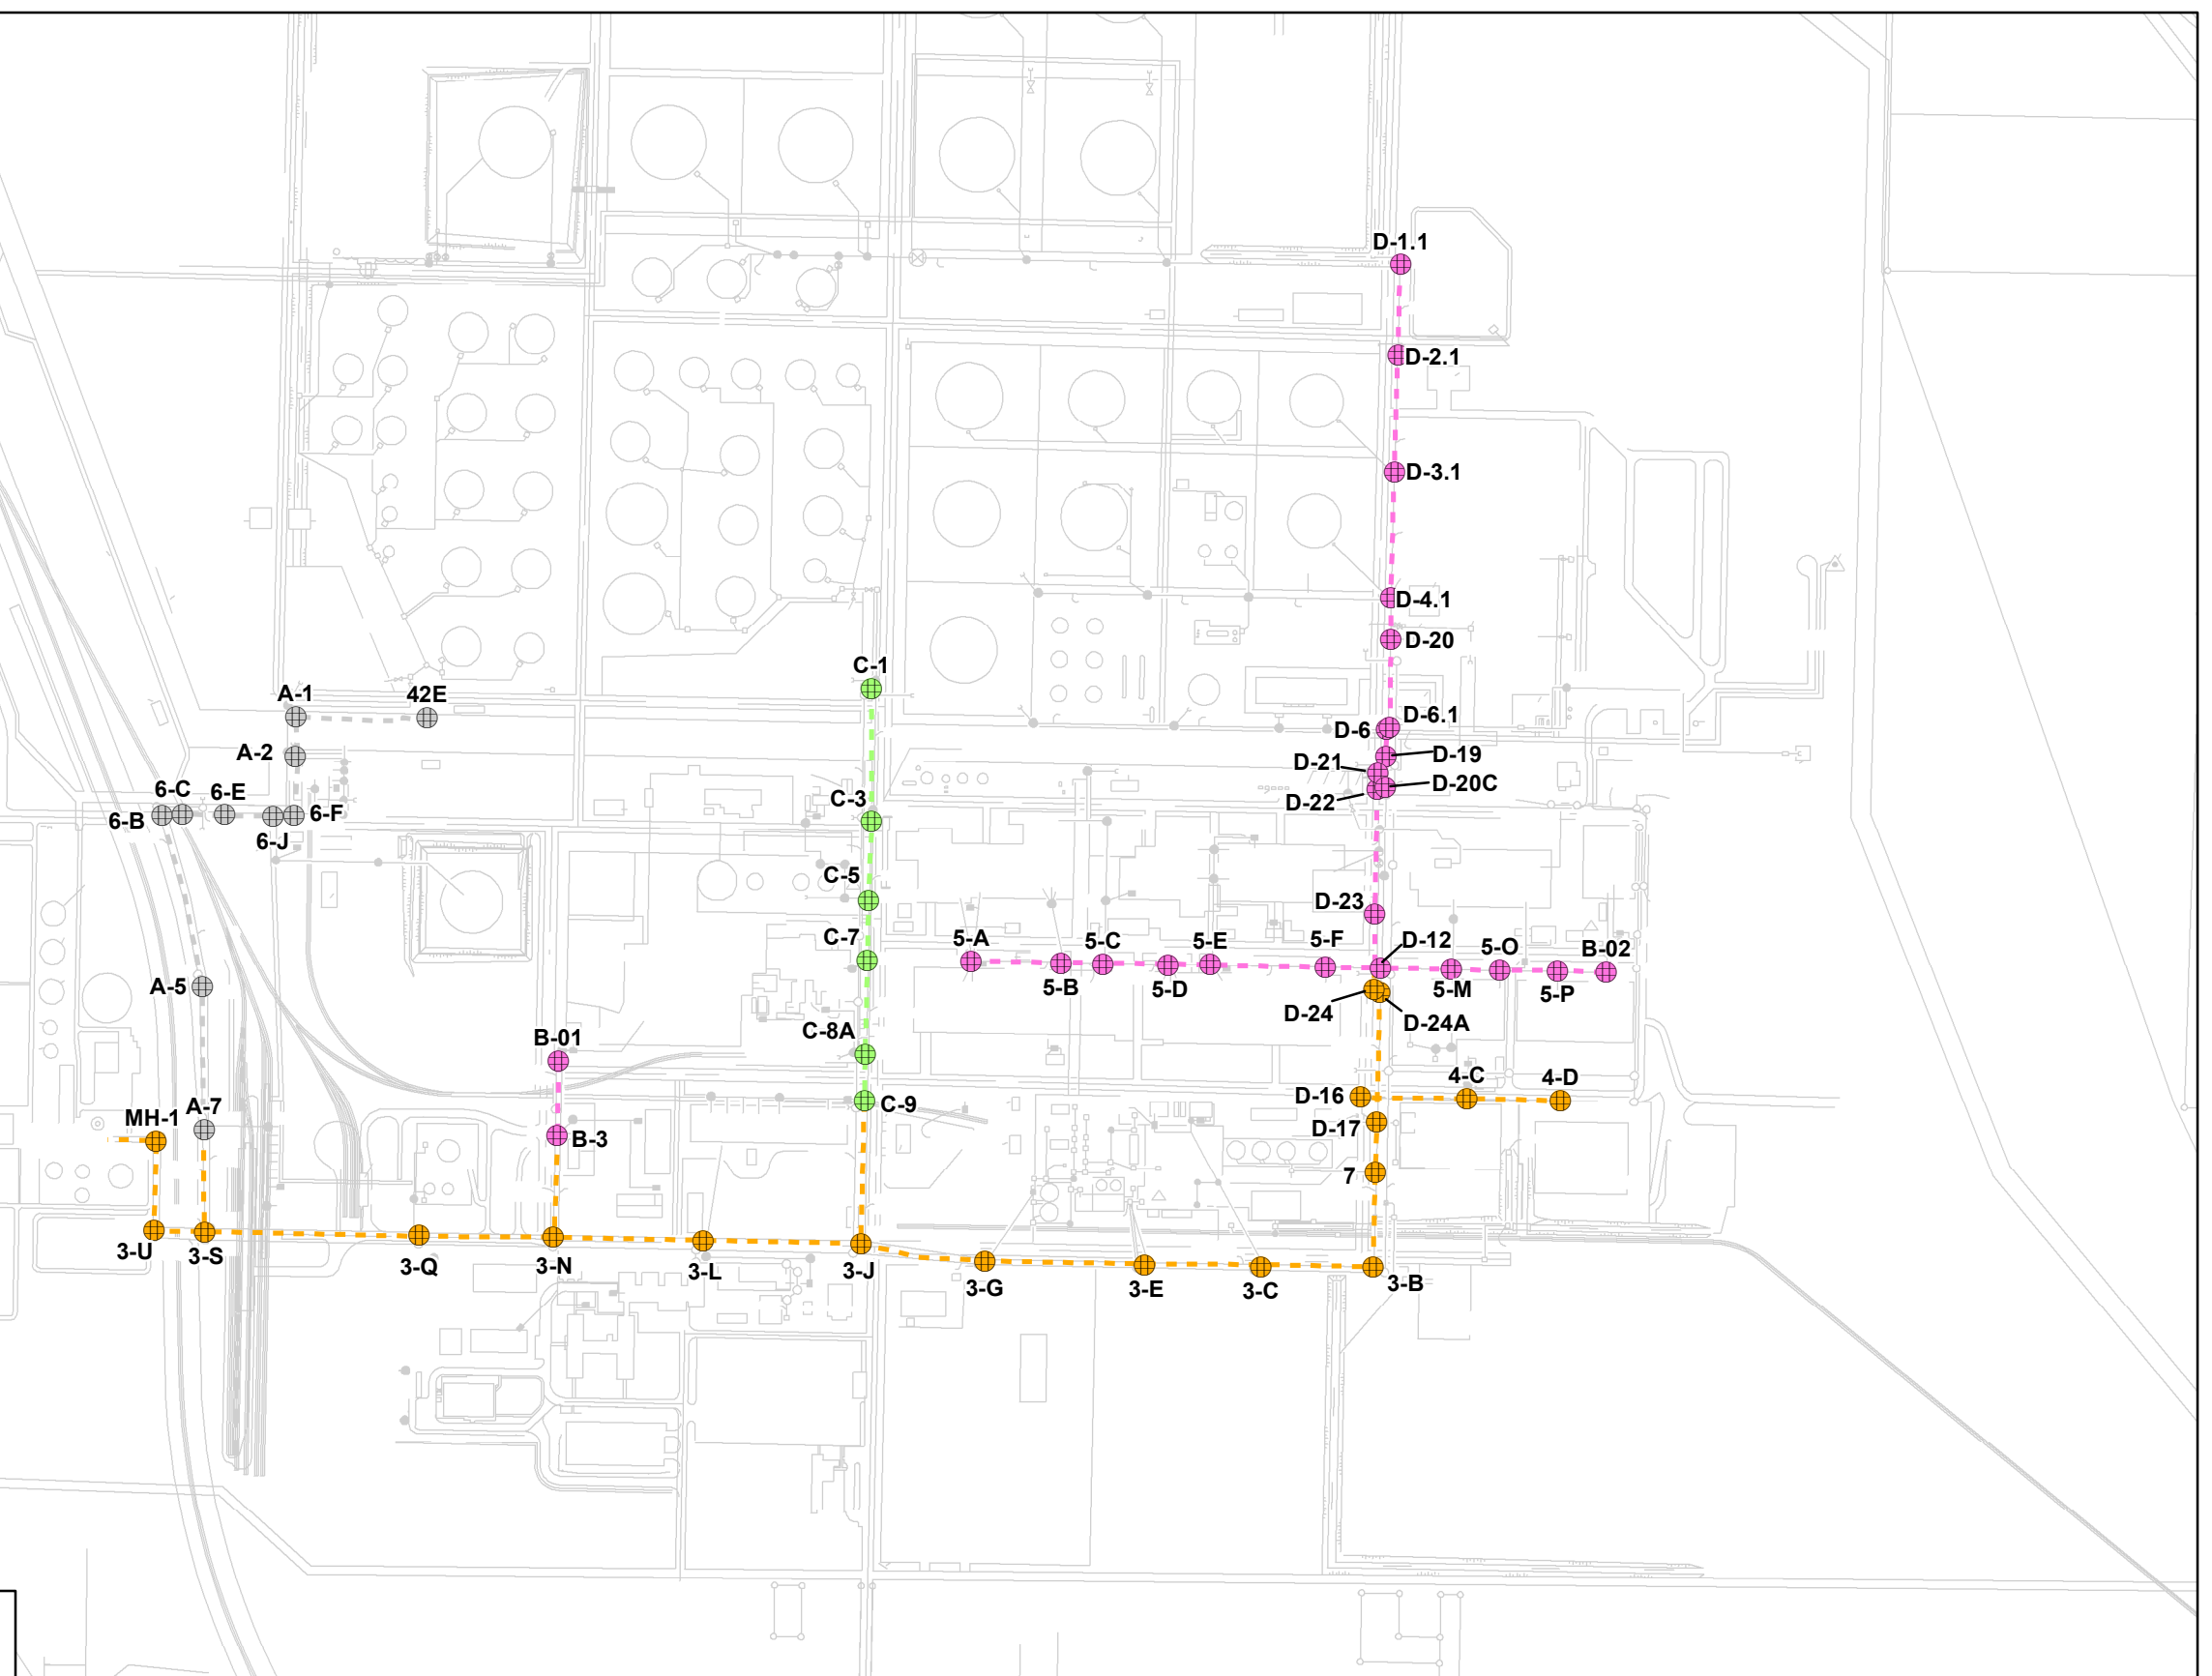 D-1.1
D-2.1
D-3.1
D-4.1
D-20
C-1
A-1
42E
D-6.1
D-6
A-2
D-19
D-21
D-20C
6-C
6-E
C-3
D-22
6-B
6-F
6-J
C-5
D-23
C-7
5-A
5-C
5-E
5-F
D-12
5-O
B-02
A-5
5-B
5-D
5-M
5-P
D-24
D-24A
C-8A
B-01
4-C
4-D
D-16
C-9
A-7
MH-1
D-17
B-3
7
3-U
3-S
3-Q
3-N
3-L
3-J
3-G
3-E
3-C
3-B